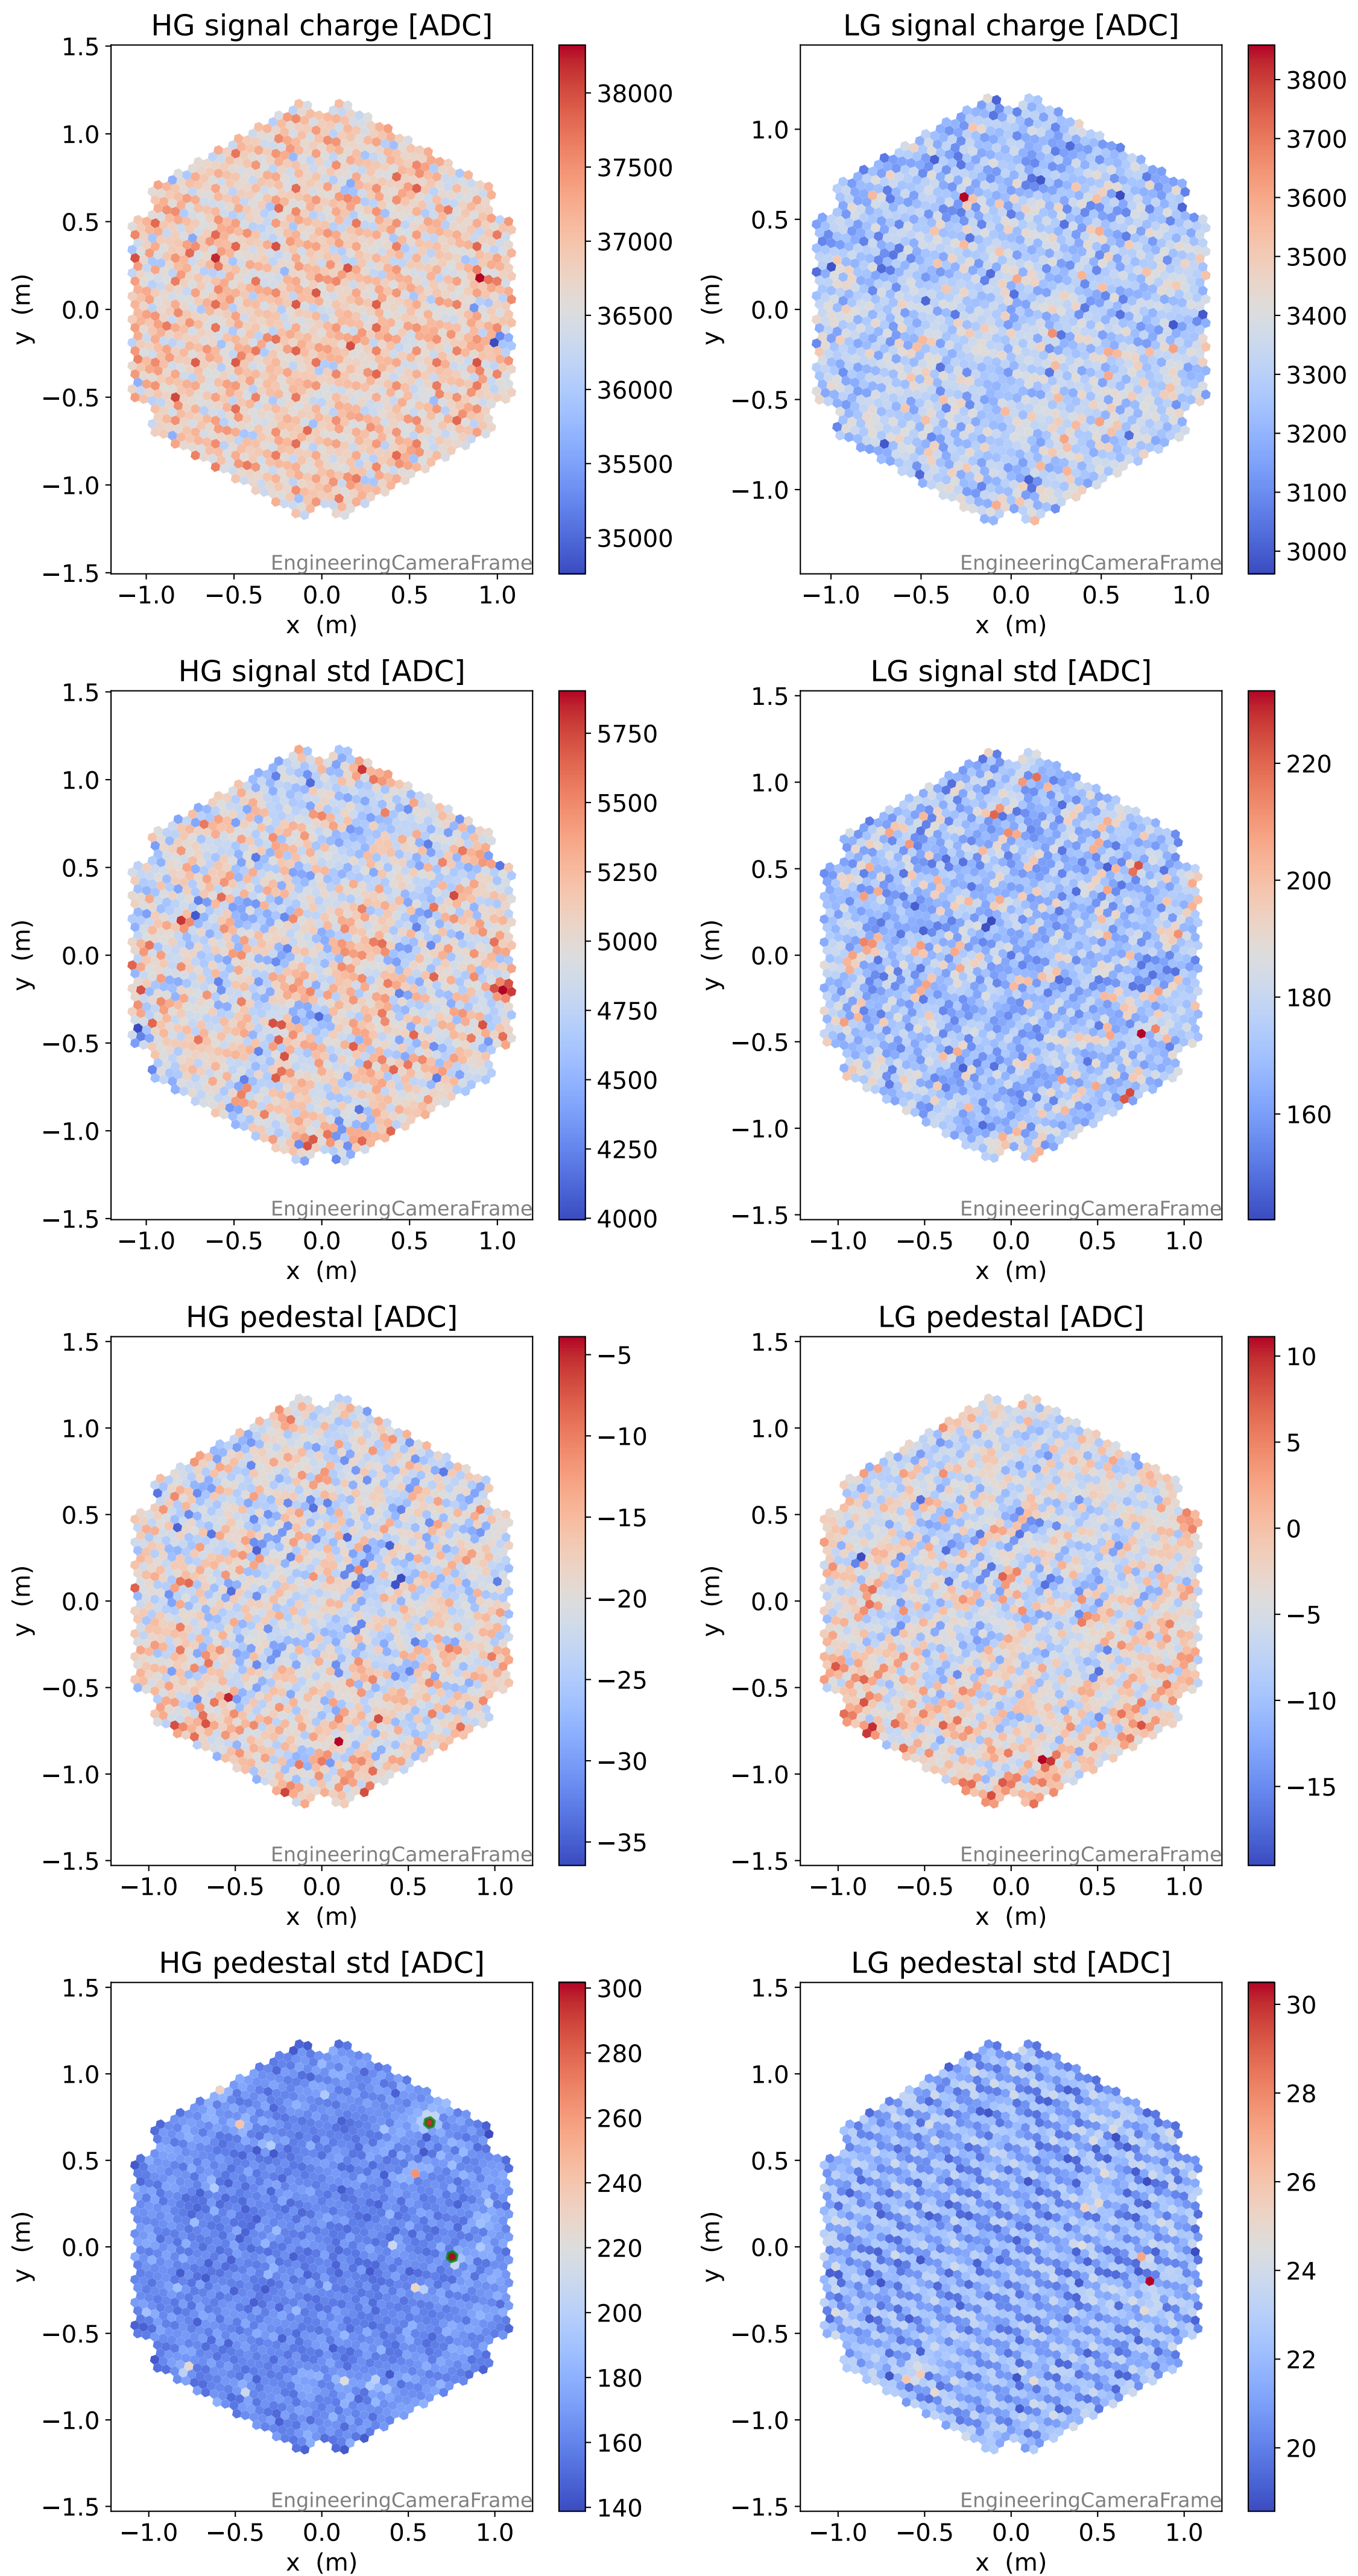 HG signal charge [ADC]
1.5
1.0
0.5
0.0
−0.5
−1.0
−1.5
y (m)
−1.0 −0.5 0.0 0.5 1.0
x (m)
EngineeringCameraFrame
38000
37500
37000
36500
36000
35500
35000
LG signal charge [ADC]
1.0
0.5
0.0
−0.5
−1.0
y (m)
−1.0 −0.5 0.0 0.5 1.0
x (m)
EngineeringCameraFrame
3800
3700
3600
3500
3400
3300
3200
3100
3000
HG signal std [ADC]
1.5
1.0
0.5
0.0
−0.5
−1.0
−1.5
y (m)
−1.0 −0.5 0.0 0.5 1.0
x (m)
EngineeringCameraFrame
5750
5500
5250
5000
4750
4500
4250
4000
LG signal std [ADC]
1.5
1.0
0.5
0.0
−0.5
−1.0
−1.5
y (m)
−1.0 −0.5 0.0 0.5 1.0
x (m)
EngineeringCameraFrame
220
200
180
160
HG pedestal [ADC]
1.5
1.0
0.5
0.0
−0.5
−1.0
−1.5
y (m)
−1.0 −0.5 0.0 0.5 1.0
x (m)
EngineeringCameraFrame
−5
−10
−15
−20
−25
−30
−35
LG pedestal [ADC]
1.5
1.0
0.5
0.0
−0.5
−1.0
−1.5
y (m)
−1.0 −0.5 0.0 0.5 1.0
x (m)
EngineeringCameraFrame
10
5
0
−5
−10
−15
HG pedestal std [ADC]
1.5
1.0
0.5
0.0
−0.5
−1.0
−1.5
y (m)
−1.0 −0.5 0.0 0.5 1.0
x (m)
EngineeringCameraFrame
300
280
260
240
220
200
180
160
140
LG pedestal std [ADC]
1.5
1.0
0.5
0.0
−0.5
−1.0
−1.5
y (m)
−1.0 −0.5 0.0 0.5 1.0
x (m)
EngineeringCameraFrame
30
28
26
24
22
20